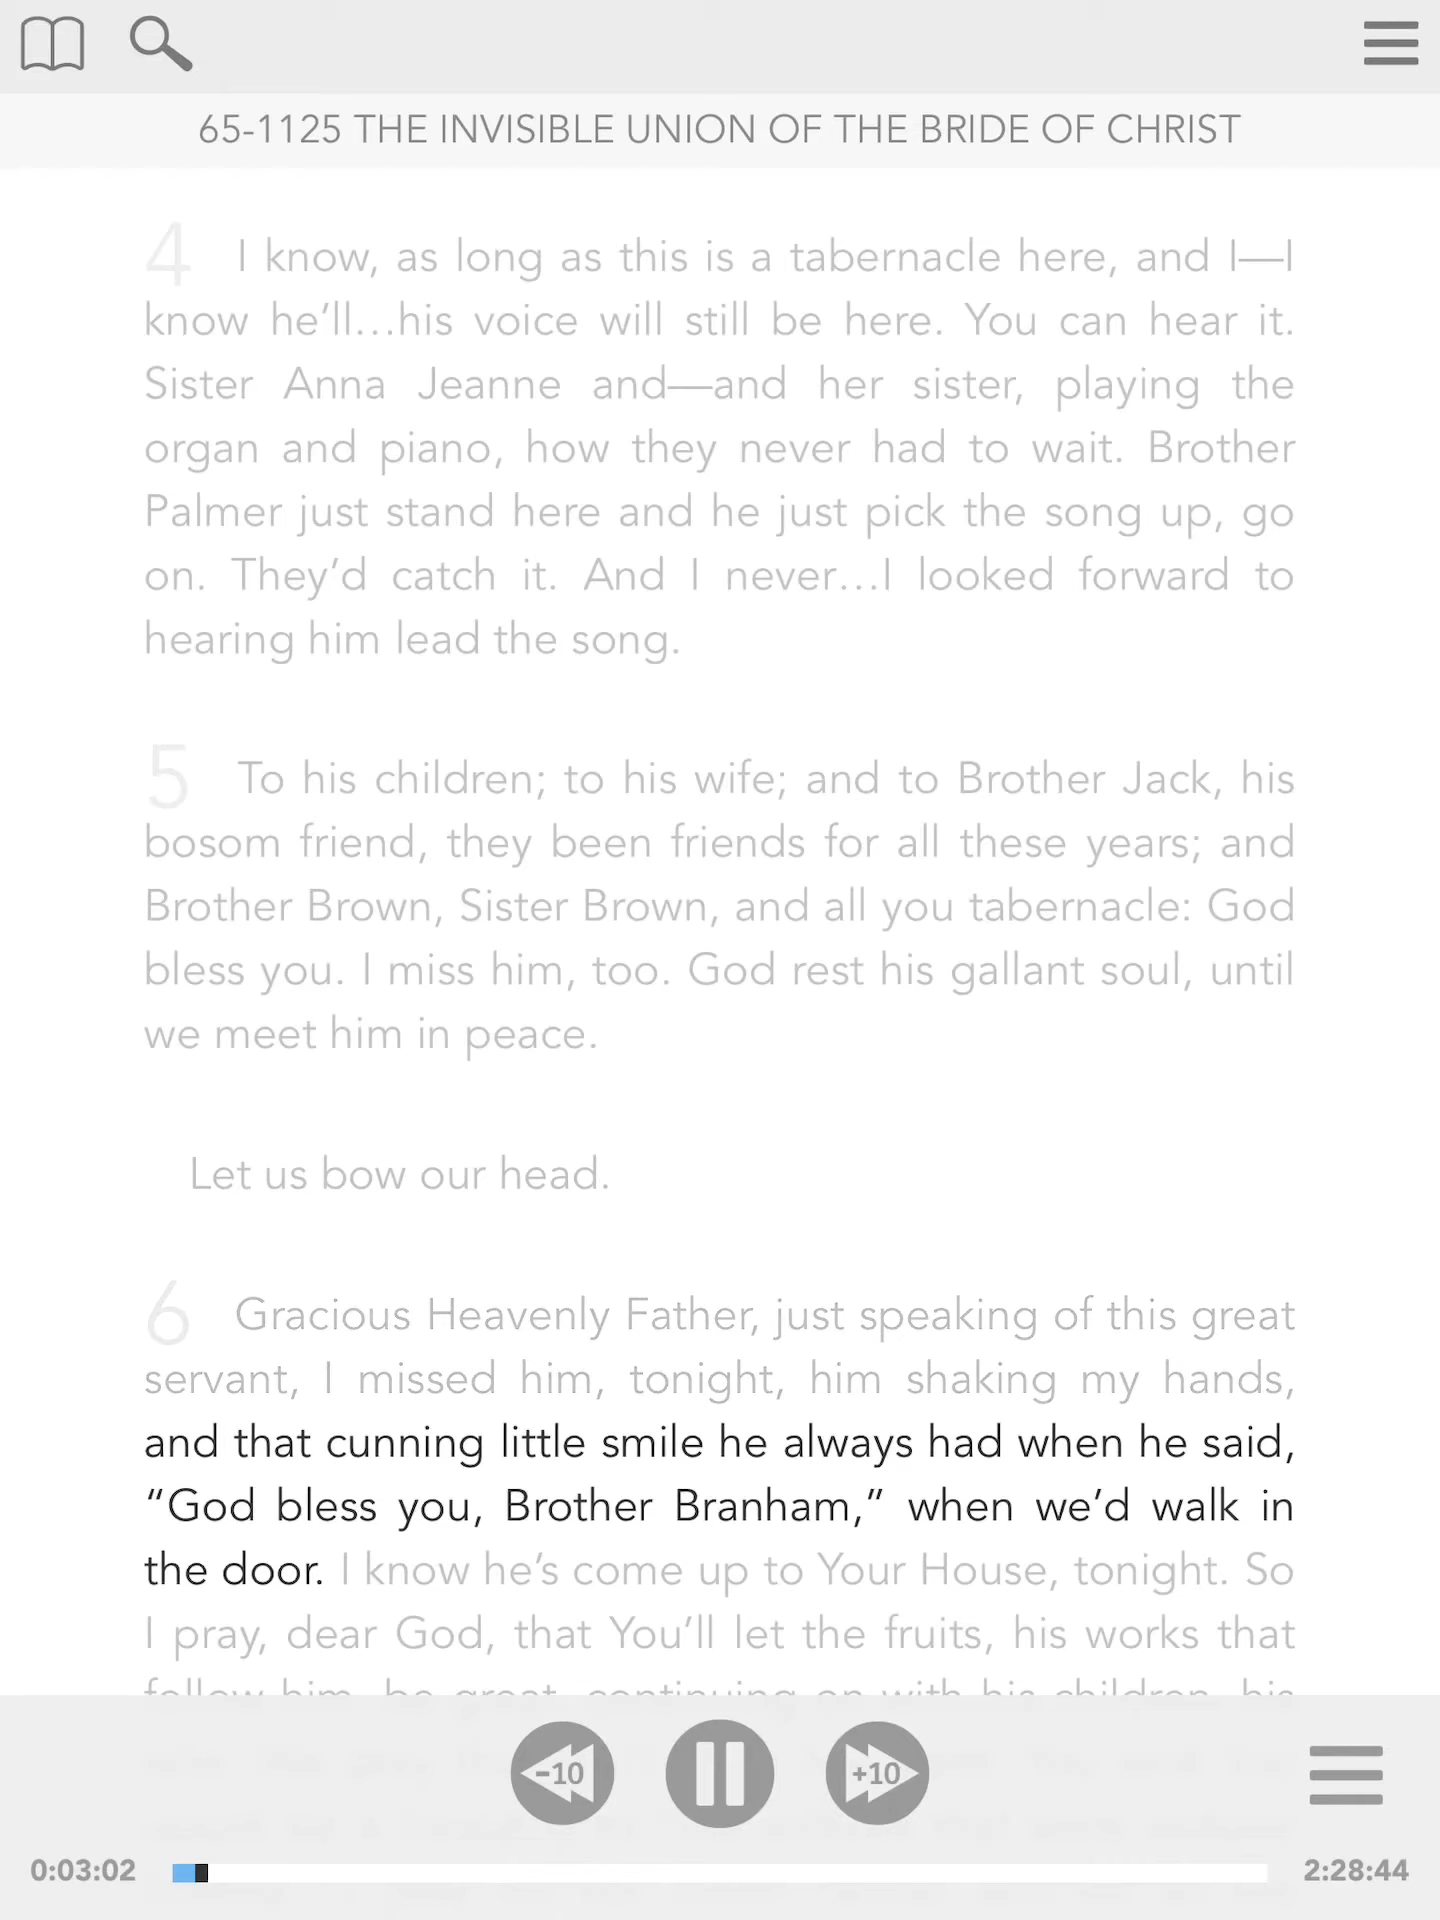 65-1125 THE INVISIBLE UNION OF THE BRIDE OF CHRIST
4 I know, as long as this is a tabernacle here, and I—I
know he’ll…his voice will still be here. You can hear it.
Sister Anna Jeanne and—and her sister, playing the
organ and piano, how they never had to wait. Brother
Palmer just stand here and he just pick the song up, go
on. They’d catch it. And I never…I looked forward to
hearing him lead the song.
5 To his children; to his wife; and to Brother Jack, his
bosom friend, they been friends for all these years; and
Brother Brown, Sister Brown, and all you tabernacle: God
bless you. I miss him, too. God rest his gallant soul, until
we meet him in peace.
Let us bow our head.
6 Gracious Heavenly Father, just speaking of this great
servant, I missed him, tonight, him shaking my hands,
and that cunning little smile he always had when he said,
“God bless you, Brother Branham,” when we’d walk in
the door. I know he’s come up to Your House, tonight. So
I pray, dear God, that You’ll let the fruits, his works that
follow him, be great, continuing on with his children, his
-10 +10
0:03:02 2:28:44